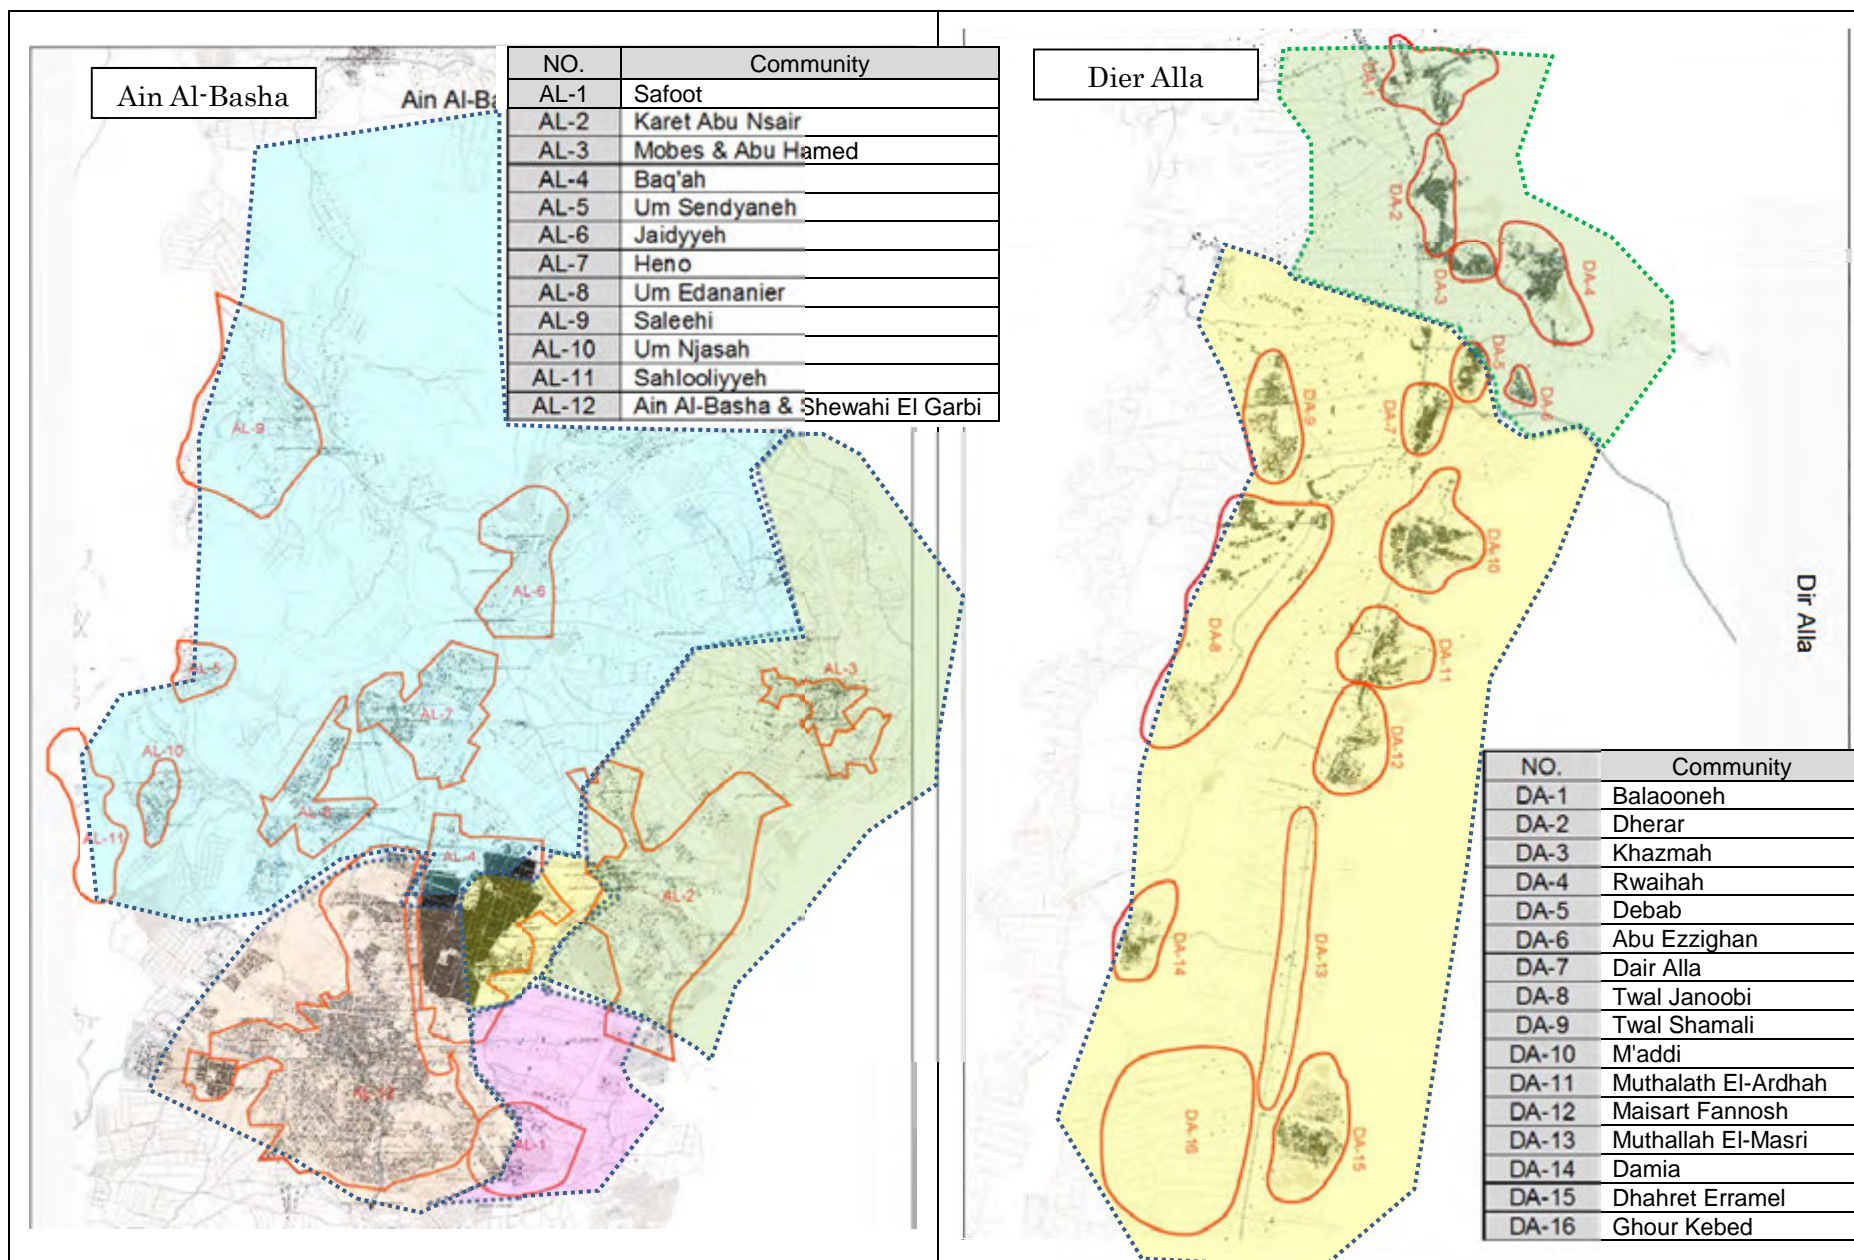 Ain Al-Basha
Ain Al-Ba
NO. Community
AL-1 Safoot
AL-2 Karet Abu Nsair
AL-3 Mobes & Abu Hamed
AL-4 Baq'ah
AL-5 Um Sendyaneh
AL-6 Jaidyyeh
AL-7 Heno
AL-8 Um Edananier
AL-9 Saleehi
AL-10 Um Njasah
AL-11 Sahlooliyyeh
AL-12 Ain Al-Basha & Shewahi El Garbi
AL-9
AL-6
AL-5
AL-3
AL-7
AL-10
AL-8
AL-11
AL-4
AL-2
AL-12
AL-1
Dier Alla
DA-1
DA-2
DA-3
DA-4
DA-5
DA-6
DA-7
DA-9
DA-10
DA-8
DA-11
DA-12
DA-13
DA-14
DA-15
DA-16
Dir Alla
NO. Community
DA-1 Balaooneh
DA-2 Dherar
DA-3 Khazmah
DA-4 Rwaihah
DA-5 Debab
DA-6 Abu Ezzighan
DA-7 Dair Alla
DA-8 Twal Janoobi
DA-9 Twal Shamali
DA-10 M'addi
DA-11 Muthalath El-Ardhah
DA-12 Maisart Fannosh
DA-13 Muthallah El-Masri
DA-14 Damia
DA-15 Dhahret Erramel
DA-16 Ghour Kebed